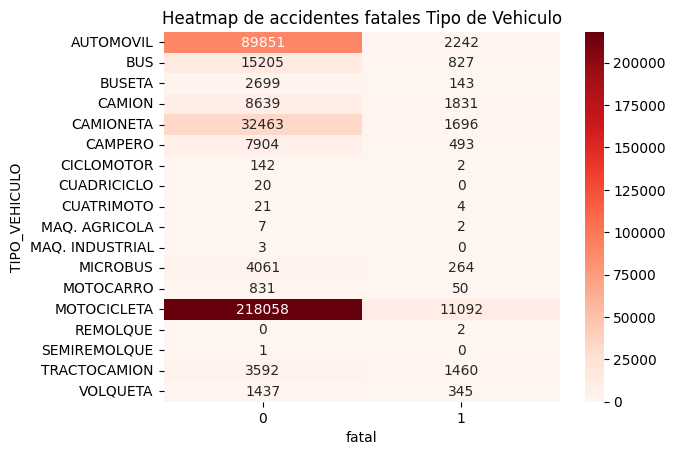 Heatmap de accidentes fatales Tipo de Vehiculo
TIPO_VEHICULO
AUTOMOVIL 89851 2242
BUS 15205 827
BUSETA 2699 143
CAMION 8639 1831
CAMIONETA 32463 1696
CAMPERO 7904 493
CICLOMOTOR 142 2
CUADRICICLO 20 0
CUATRIMOTO 21 4
MAQ. AGRICOLA 7 2
MAQ. INDUSTRIAL 3 0
MICROBUS 4061 264
MOTOCARRO 831 50
MOTOCICLETA 218058 11092
REMOLQUE 0 2
SEMIREMOLQUE 1 0
TRACTOCAMION 3592 1460
VOLQUETA 1437 345
0 1
fatal
200000
175000
150000
125000
100000
75000
50000
25000
0